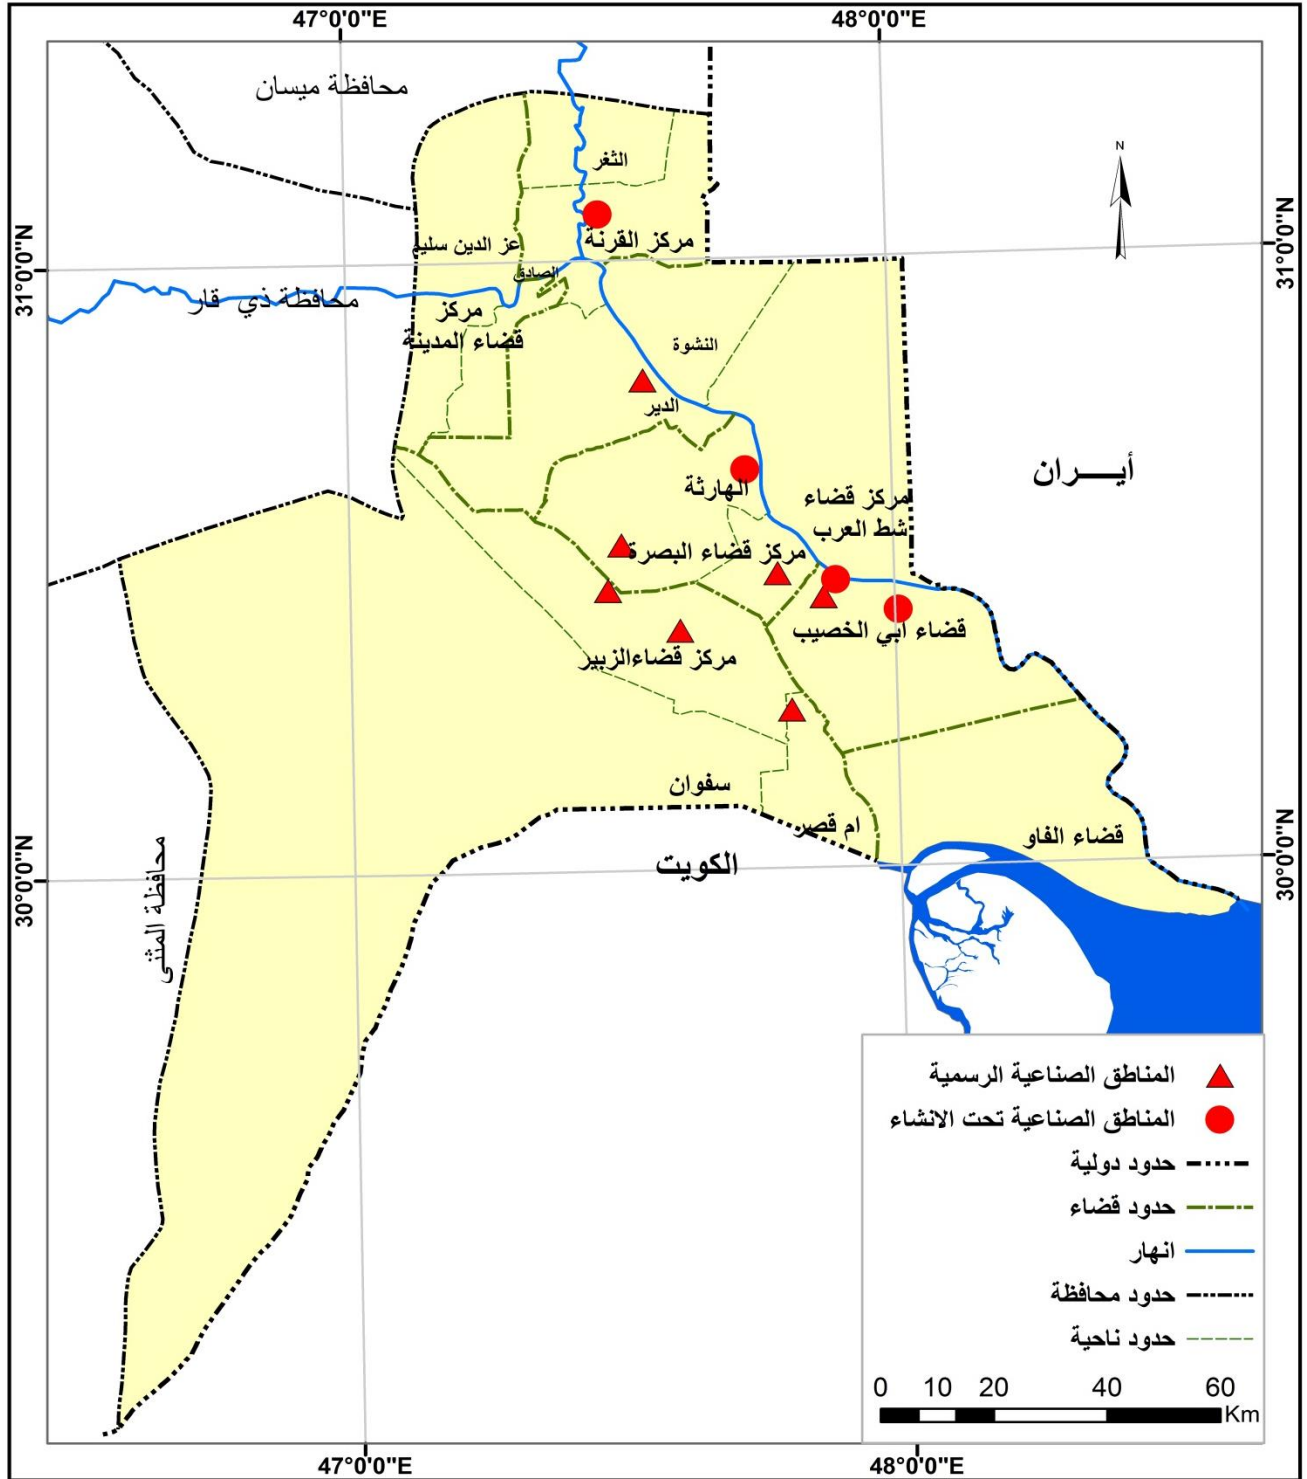 47°0'0"E
48°0'0"E
محافظة ميسان
N
الثغر
مركز القرنة
عز الدين سليم
الصادق
31°0'0"N
31°0'0"N
محافظة ذي قار
مركز
قضاء المدينة
النشوة
الدير
أيـــران
الهارثة
مركز قضاء
شط العرب
مركز قضاء البصرة
قضاء ابي الخصيب
مركز قضاءالزبير
سفوان
ام قصر
قضاء الفاو
الكويت
30°0'0"N
30°0'0"N
محافظة المثنى
المناطق الصناعية الرسمية
المناطق الصناعية تحت الانشاء
حدود دولية
حدود قضاء
انهار
حدود محافظة
حدود ناحية
0 10 20 40 60
Km
47°0'0"E
48°0'0"E